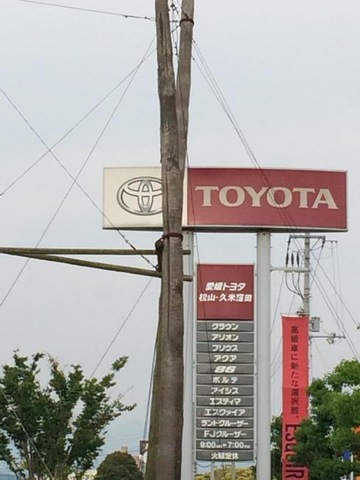 TOYOTA
愛媛トヨタ
松山・久米窪田
クラウン
アリオン
プリウス
アクア
86
ポルテ
アイシス
エスティマ
エスクァイア
ランドクルーザー
FJクルーザー
9:00am▶7:00pm
火曜定休
高級車に新たな選択肢。